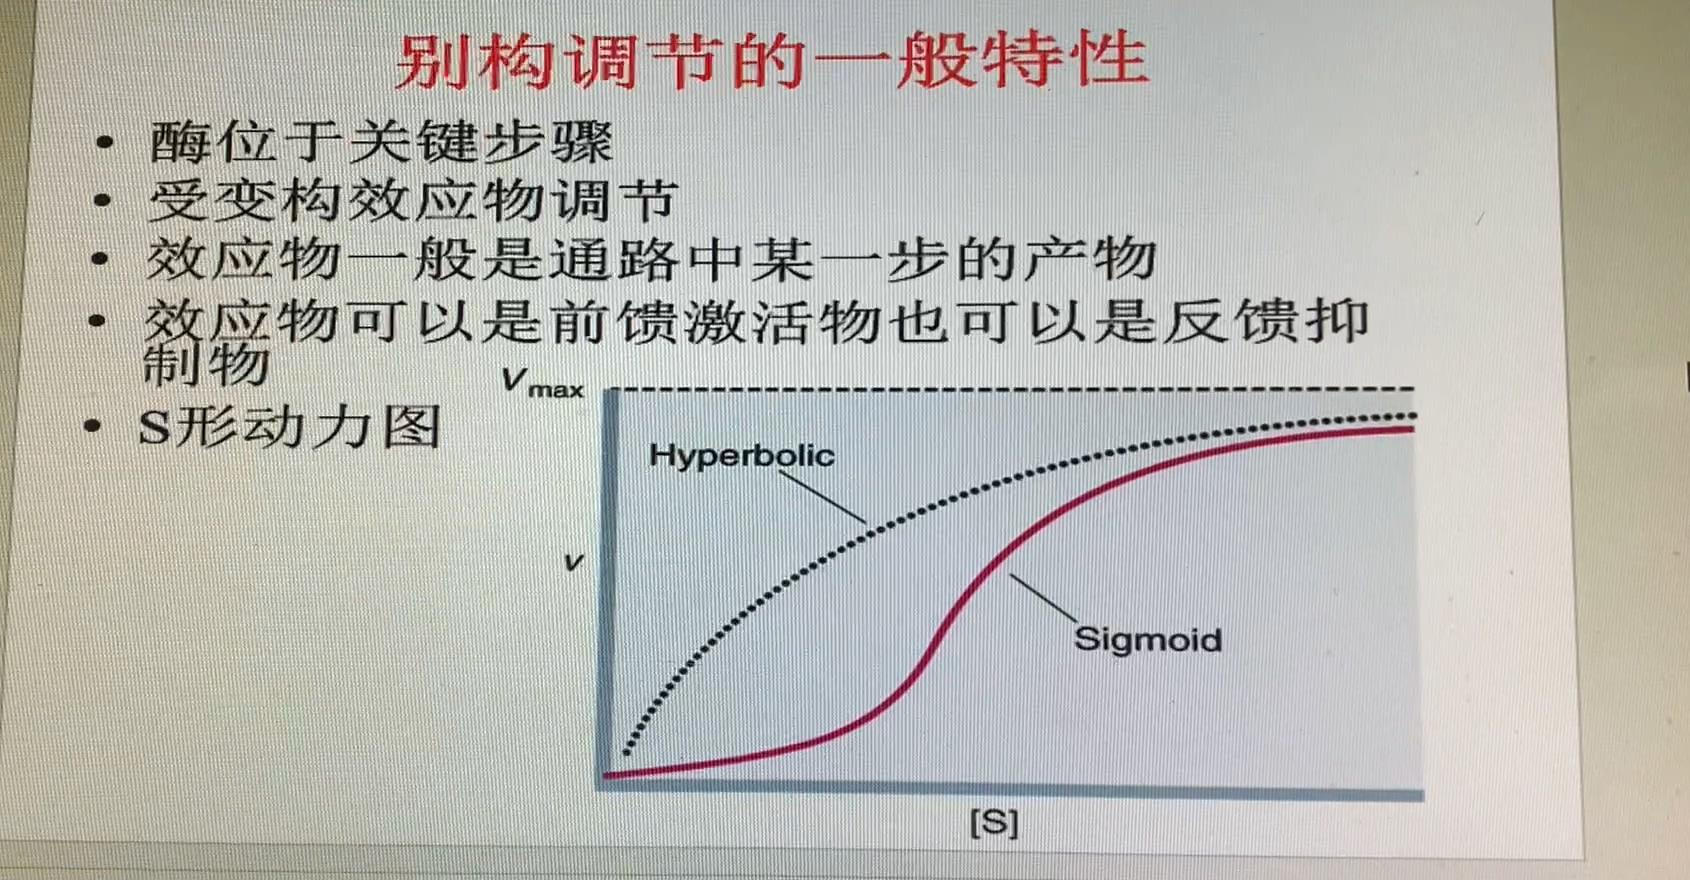 别构调节的一般特性
• 酶位于关键步骤
• 受变构效应物调节
• 效应物一般是通路中某一步的产物
• 效应物可以是前馈激活物也可以是反馈抑
制物
• S形动力图
Vmax
Hyperbolic
v
Sigmoid
[S]